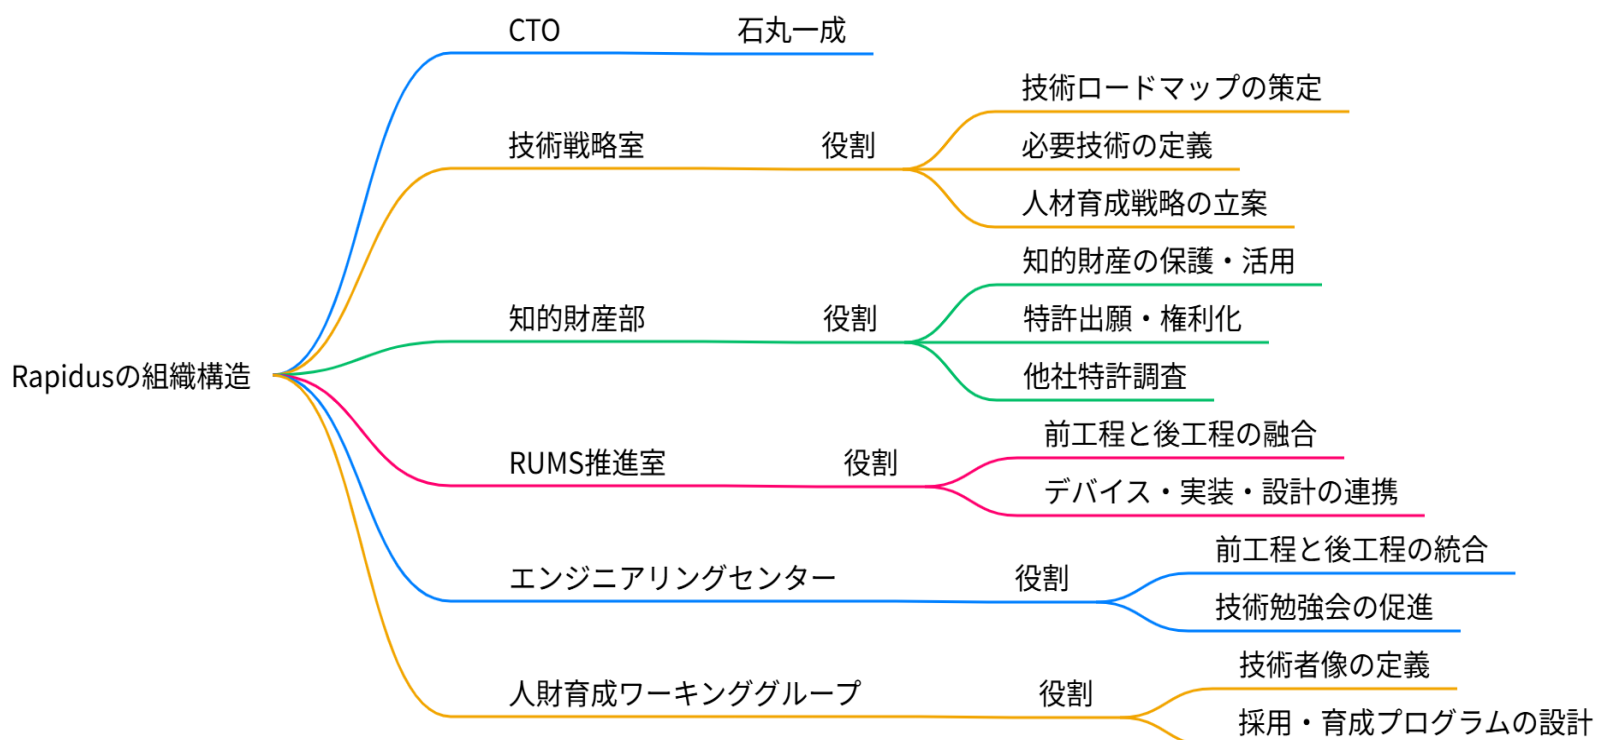 Rapidusの組織構造
CTO
石丸一成
技術戦略室
役割
技術ロードマップの策定
必要技術の定義
人材育成戦略の立案
知的財産部
役割
知的財産の保護・活用
特許出願・権利化
他社特許調査
RUMS推進室
役割
前工程と後工程の融合
デバイス・実装・設計の連携
エンジニアリングセンター
役割
前工程と後工程の統合
技術勉強会の促進
人財育成ワーキンググループ
役割
技術者像の定義
採用・育成プログラムの設計